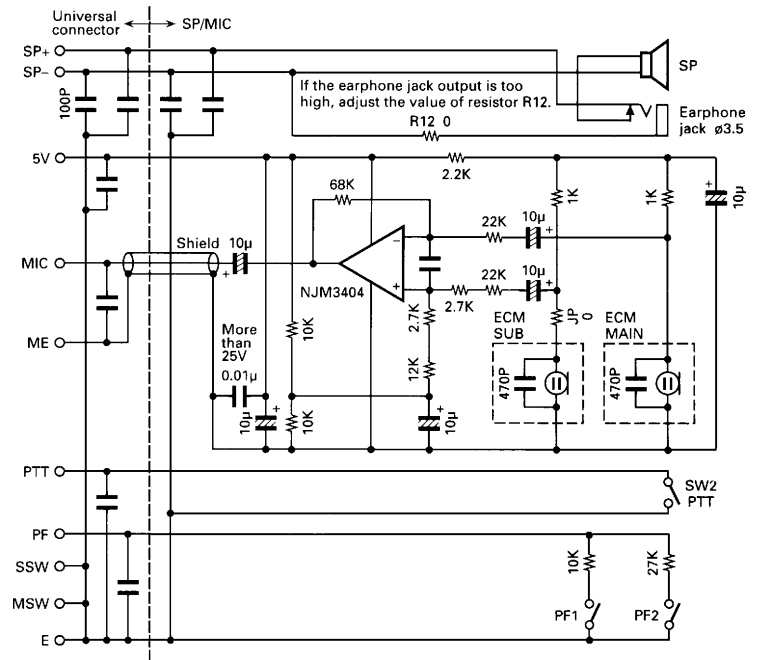 Universal
connector
SP/MIC
SP+
SP−
SP
100P
If the earphone jack output is too
high, adjust the value of resistor R12.
R12 0
Earphone
jack ø3.5
5V
2.2K
68K
1K
1K
10µ
Shield
10µ
22K
10µ
MIC
NJM3404
−
+
22K
10µ
2.7K
2.7K
ECM
SUB
JP
0
ECM
MAIN
ME
More
than
25V
0.01µ
10K
12K
470P
470P
10µ
10K
10µ
PTT
SW2
PTT
PF
10K
27K
SSW
MSW
PF1
PF2
E